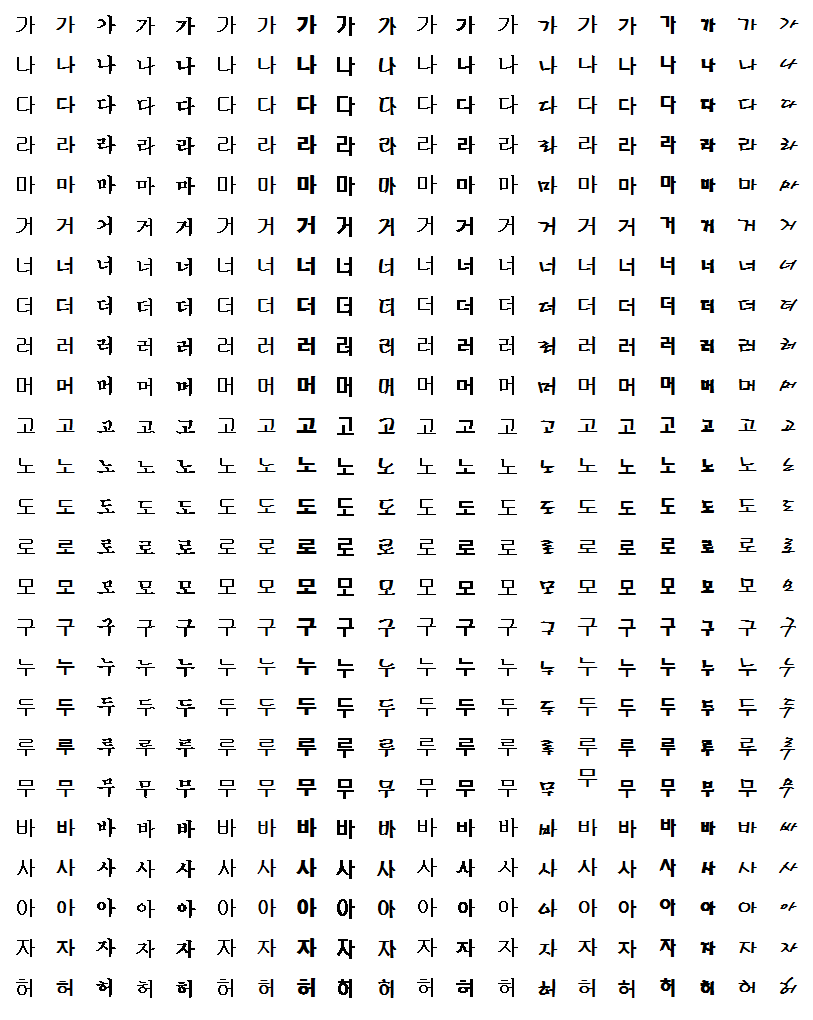 가 가 가 가 가 가 가 가 가 가 가 가 가 가 가 가 가 가 가 가
나 나 나 나 나 나 나 나 나 나 나 나 나 나 나 나 나 나 나 나
다 다 다 다 다 다 다 다 다 다 다 다 다 다 다 다 다 다 다 다
라 라 라 라 라 라 라 라 라 라 라 라 라 라 라 라 라 라 라 라
마 마 마 마 마 마 마 마 마 마 마 마 마 마 마 마 마 마 마 마
거 거 거 거 거 거 거 거 거 거 거 거 거 거 거 거 거 거 거 거
너 너 너 너 너 너 너 너 너 너 너 너 너 너 너 너 너 너 너 너
더 더 더 더 더 더 더 더 더 더 더 더 더 더 더 더 더 더 더 더
러 러 러 러 러 러 러 러 러 러 러 러 러 러 러 러 러 러 러 러
머 머 머 머 머 머 머 머 머 머 머 머 머 머 머 머 머 머 머 머
고 고 고 고 고 고 고 고 고 고 고 고 고 고 고 고 고 고 고 고
노 노 노 노 노 노 노 노 노 노 노 노 노 노 노 노 노 노 노 노
도 도 도 도 도 도 도 도 도 도 도 도 도 도 도 도 도 도 도 도
로 로 로 로 로 로 로 로 로 로 로 로 로 로 로 로 로 로 로 로
모 모 모 모 모 모 모 모 모 모 모 모 모 모 모 모 모 모 모 모
구 구 구 구 구 구 구 구 구 구 구 구 구 구 구 구 구 구 구 구
누 누 누 누 누 누 누 누 누 누 누 누 누 누 누 누 누 누 누 누
두 두 두 두 두 두 두 두 두 두 두 두 두 두 두 두 두 두 두 두
루 루 루 루 루 루 루 루 루 루 루 루 루 루 루 루 루 루 루 루
무 무 무 무 무 무 무 무 무 무 무 무 무 무 무 무 무 무 무 무
바 바 바 바 바 바 바 바 바 바 바 바 바 바 바 바 바 바 바 바
사 사 사 사 사 사 사 사 사 사 사 사 사 사 사 사 사 사 사 사
아 아 아 아 아 아 아 아 아 아 아 아 아 아 아 아 아 아 아 아
자 자 자 자 자 자 자 자 자 자 자 자 자 자 자 자 자 자 자 자
허 허 허 허 허 허 허 허 허 허 허 허 허 허 허 허 허 허 허 허